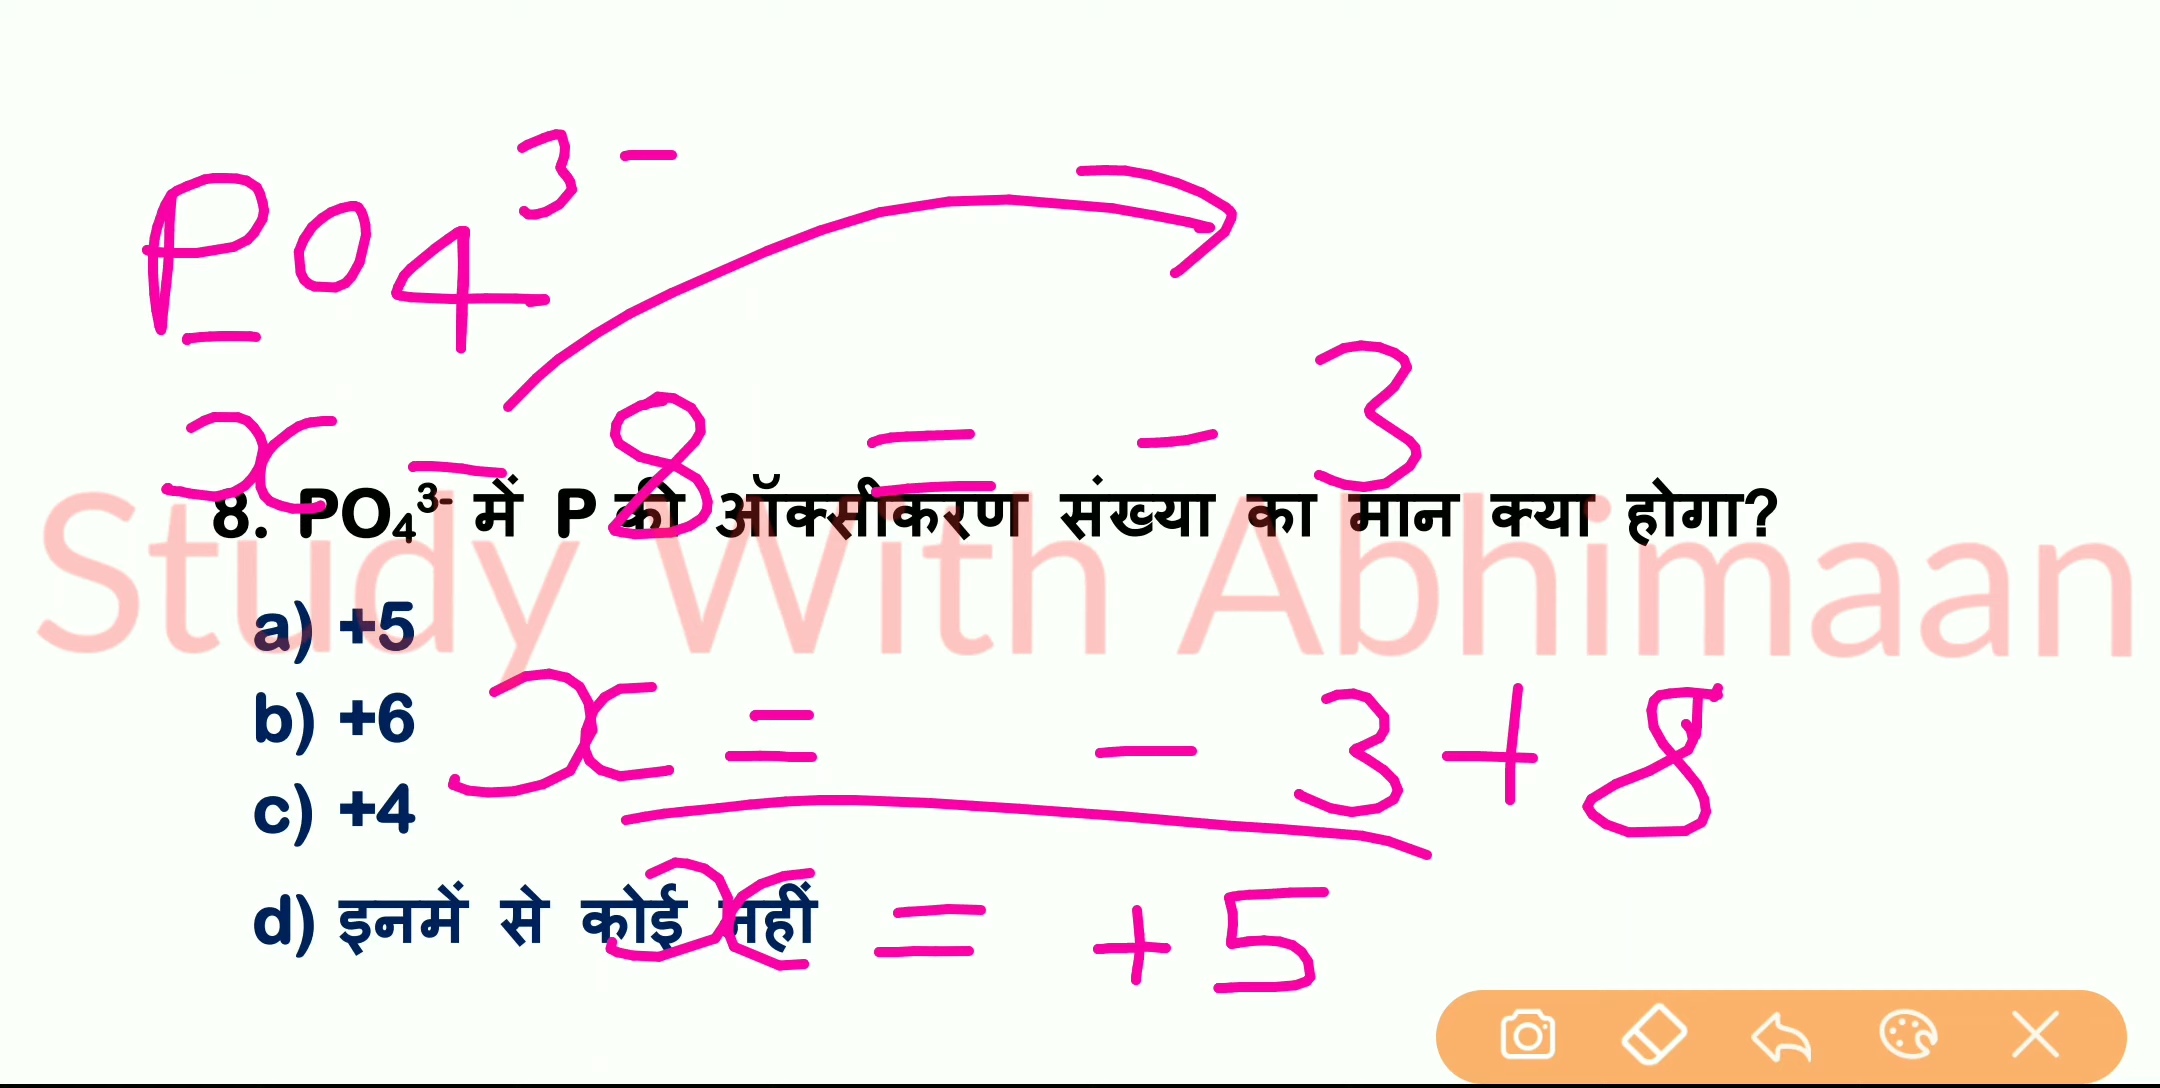 PO4 3-
x - 8 = - 3
8. PO₄³⁻ में P की ऑक्सीकरण संख्या का मान क्या होगा?
Study With Abhimaan
a) +5
b) +6
x = - 3 + 8
c) +4
d) इनमें से कोई नहीं
x = + 5